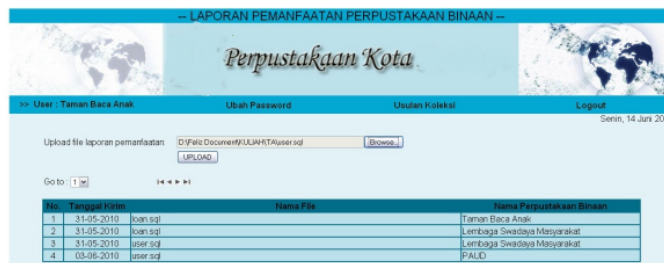 -- LAPORAN PEMANFAATAN PERPUSTAKAAN BINAAN --
Perpustakaan Kota
>> User : Taman Baca Anak Ubah Password Usulan Koleksi Logout
Senin, 14 Juni 20
Upload file laporan pemanfaatan: D:\Feliz Document\KULIAH\TA\user.sql Browse...
UPLOAD
Go to : 1
No. Tanggal Kirim Nama File Nama Perpustakaan Binaan
1 31-05-2010 loan.sql Taman Baca Anak
2 31-05-2010 loan.sql Lembaga Swadaya Masyarakat
3 31-05-2010 user.sql Lembaga Swadaya Masyarakat
4 03-06-2010 user.sql PAUD